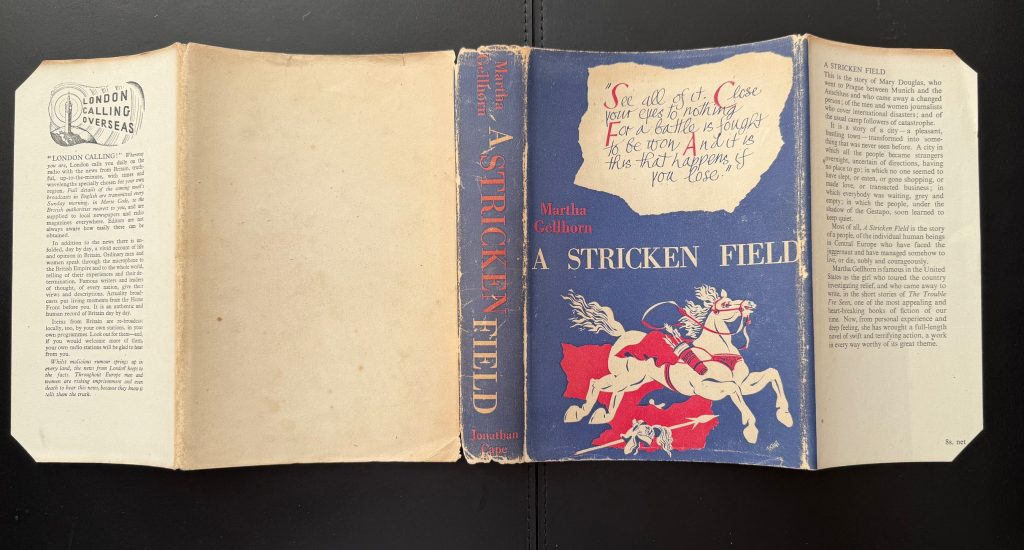 LONDON
CALLING
OVERSEAS
"LONDON CALLING!" Wherever
you are, London calls you daily on the
radio with the news from Britain, truth-
ful, up-to-the-minute, with times and
wavelengths specially chosen for your own
region. Full details of the coming week's
broadcasts in English are transmitted every
Sunday morning, in Morse Code, to the
British authorities nearest to you, and are
supplied to local newspapers and radio
magazines everywhere. Editors are not
always aware how easily these can be
obtained.
In addition to the news there is un-
folded, day by day, a vivid account of life
and opinion in Britain. Ordinary men and
women speak through the microphone to
the British Empire and to the whole world,
telling of their experiences and their de-
termination. Famous writers and leaders
of thought, of every nation, give their
views and descriptions. Actuality broad-
casts put living moments from the Home
Front before you. It is an authentic and
human record of Britain day by day.
Items from Britain are re-broadcast
locally, too, by your own stations, in your
own programmes. Look out for them—and,
if you would welcome more of them,
your own radio stations will be glad to hear
from you.
Whilst malicious rumour springs up in
every land, the news from London keeps to
the facts. Throughout Europe men and
women are risking imprisonment and even
death to hear this news, because they know it
tells them the truth.
Martha
Gellhorn
A STRICKEN FIELD
Jonathan
Cape
"See all of it. Close
your eyes to nothing
For a battle is fought
to be won. And it is
this that happens, if
you lose."
Martha
Gellhorn
A STRICKEN FIELD
A STRICKEN FIELD
This is the story of Mary Douglas, who
went to Prague between Munich and the
Anschluss and who came away a changed
person; of the men and women journalists
who cover international disasters; and of
the usual camp followers of catastrophe.
It is a story of a city—a pleasant,
bustling town—transformed into some-
thing that was never seen before. A city in
which all the people became strangers
overnight, uncertain of directions, having
no place to go; in which no one seemed to
have slept, or eaten, or gone shopping, or
made love, or transacted business; in
which everybody was waiting, grey and
empty; in which the people, under the
shadow of the Gestapo, soon learned to
keep quiet.
Most of all, A Stricken Field is the story
of a people, of the individual human beings
in Central Europe who have faced the
juggernaut and have managed somehow to
live, or die, nobly and courageously.
Martha Gellhorn is famous in the United
States as the girl who toured the country
investigating relief, and who came away to
write, in the short stories of The Trouble
I've Seen, one of the most appealing and
heart-breaking books of fiction of our
time. Now, from personal experience and
deep feeling, she has wrought a full-length
novel of swift and terrifying action, a work
in every way worthy of its great theme.
8s. net